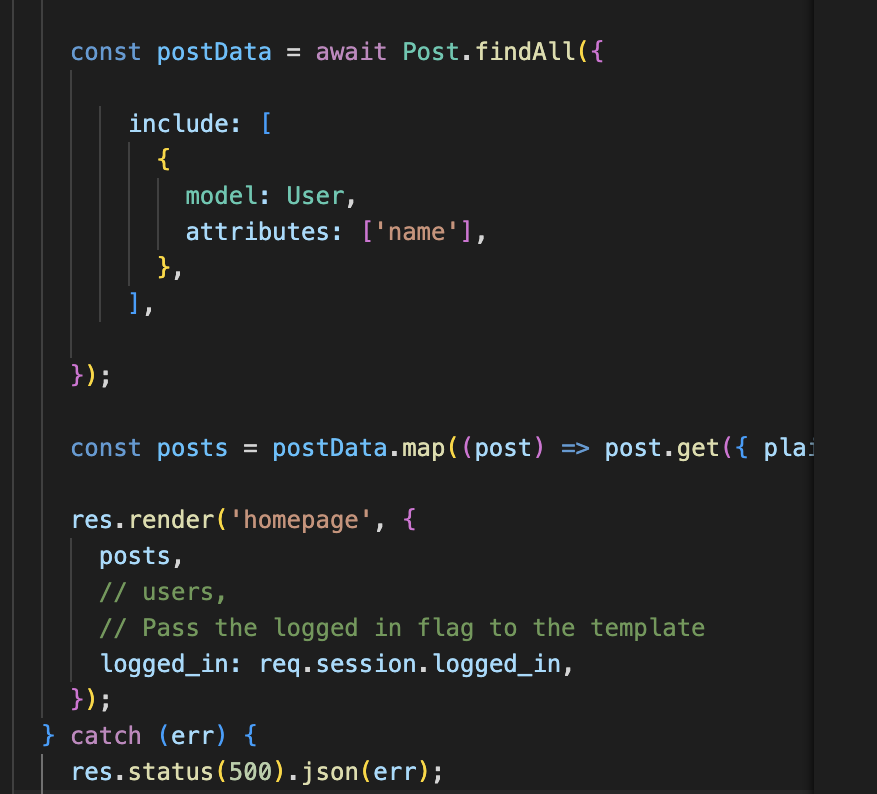 const postData = await Post.findAll({
include: [
{
model: User,
attributes: ['name'],
},
],
});
const posts = postData.map((post) => post.get({ plai
res.render('homepage', {
posts,
// users,
// Pass the logged in flag to the template
logged_in: req.session.logged_in,
});
} catch (err) {
res.status(500).json(err);